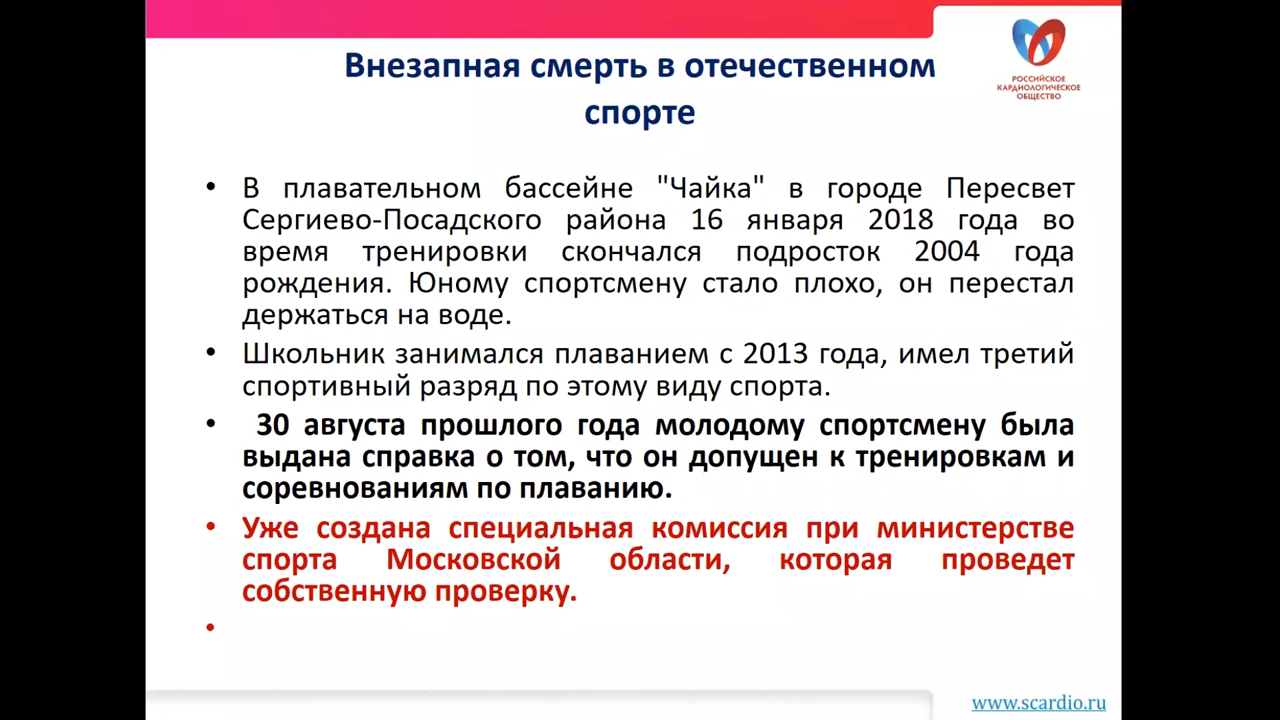 Внезапная смерть в отечественном
спорте
РОССИЙСКОЕ
КАРДИОЛОГИЧЕСКОЕ
ОБЩЕСТВО
• В плавательном бассейне "Чайка" в городе Пересвет
Сергиево-Посадского района 16 января 2018 года во
время тренировки скончался подросток 2004 года
рождения. Юному спортсмену стало плохо, он перестал
держаться на воде.
• Школьник занимался плаванием с 2013 года, имел третий
спортивный разряд по этому виду спорта.
• 30 августа прошлого года молодому спортсмену была
выдана справка о том, что он допущен к тренировкам и
соревнованиям по плаванию.
• Уже создана специальная комиссия при министерстве
спорта Московской области, которая проведет
собственную проверку.
•
www.scardio.ru